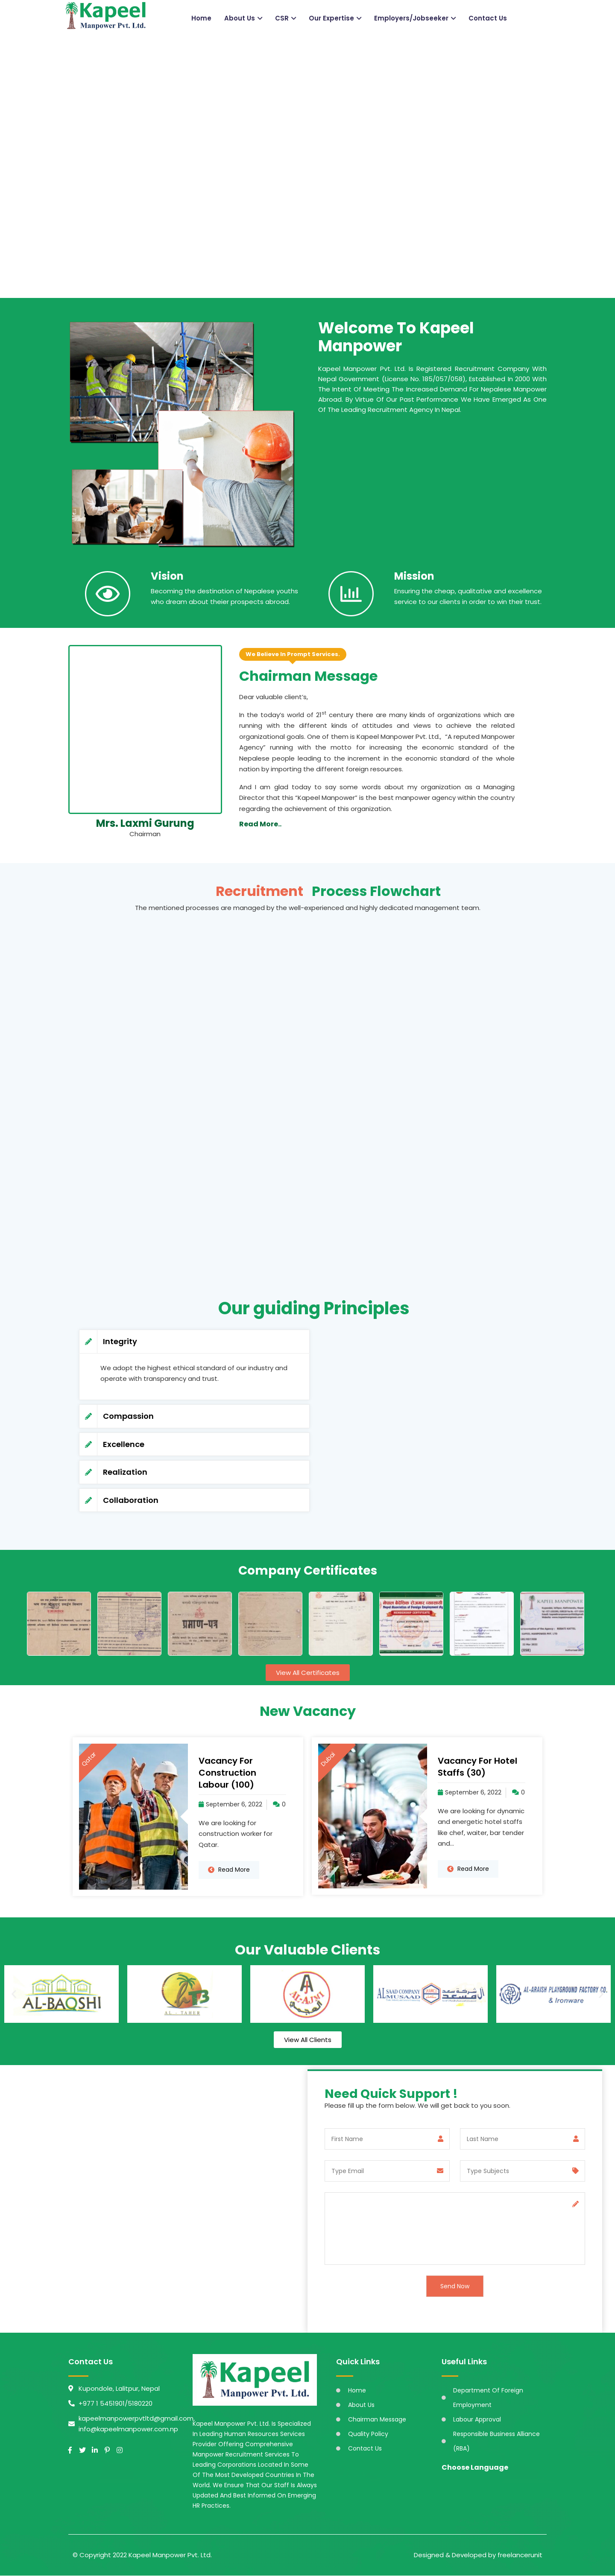 Kapeel
Manpower Pvt. Ltd.
Home
About Us
CSR
Our Expertise
Employers/Jobseeker
Contact Us
Welcome To Kapeel
Manpower
Kapeel Manpower Pvt. Ltd. Is Registered Recruitment Company With
Nepal Government (License No. 185/057/058), Established In 2000 With
The Intent Of Meeting The Increased Demand For Nepalese Manpower
Abroad. By Virtue Of Our Past Performance We Have Emerged As One
Of The Leading Recruitment Agency In Nepal.
Vision
Becoming the destination of Nepalese youths
who dream about theier prospects abroad.
Mission
Ensuring the cheap, qualitative and excellence
service to our clients in order to win their trust.
We Believe In Prompt Services.
Chairman Message
Dear valuable client's,
In the today's world of 21st century there are many kinds of organizations which are
running with the different kinds of attitudes and views to achieve the related
organizational goals. One of them is Kapeel Manpower Pvt. Ltd., "A reputed Manpower
Agency" running with the motto for increasing the economic standard of the
Nepalese people leading to the increment in the economic standard of the whole
nation by importing the different foreign resources.
And I am glad today to say some words about my organization as a Managing
Director that this "Kapeel Manpower" is the best manpower agency within the country
regarding the achievement of this organization.
Read More..
Mrs. Laxmi Gurung
Chairman
Recruitment Process Flowchart
The mentioned processes are managed by the well-experienced and highly dedicated management team.
Our guiding Principles
Integrity
We adopt the highest ethical standard of our industry and
operate with transparency and trust.
Compassion
Excellence
Realization
Collaboration
Company Certificates
प्रमाण-पत्र
View All Certificates
New Vacancy
Qatar
Vacancy For
Construction
Labour (100)
September 6, 2022
0
We are looking for
construction worker for
Qatar.
Read More
Dubai
Vacancy For Hotel
Staffs (30)
September 6, 2022
0
We are looking for dynamic
and energetic hotel staffs
like chef, waiter, bar tender
and...
Read More
Our Valuable Clients
AL-BAQSHI
T3
AL - TAHER
AL SAAD COMPANY
MUSAAD
AL-ARAISH PLAYGROUND FACTORY CO.
& Ironware
View All Clients
Need Quick Support !
Please fill up the form below. We will get back to you soon.
First Name
Last Name
Type Email
Type Subjects
Send Now
Contact Us
Kupondole, Lalitpur, Nepal
+977 1 5451901/5180220
kapeelmanpowerpvtltd@gmail.com,
info@kapeelmanpower.com.np
Kapeel
Manpower Pvt. Ltd.
Kapeel Manpower Pvt. Ltd. Is Specialized
In Leading Human Resources Services
Provider Offering Comprehensive
Manpower Recruitment Services To
Leading Corporations Located In Some
Of The Most Developed Countries In The
World. We Ensure That Our Staff Is Always
Updated And Best Informed On Emerging
HR Practices.
Quick Links
Home
About Us
Chairman Message
Quality Policy
Contact Us
Useful Links
Department Of Foreign
Employment
Labour Approval
Responsible Business Alliance
(RBA)
Choose Language
© Copyright 2022 Kapeel Manpower Pvt. Ltd.
Designed & Developed by freelancerunit